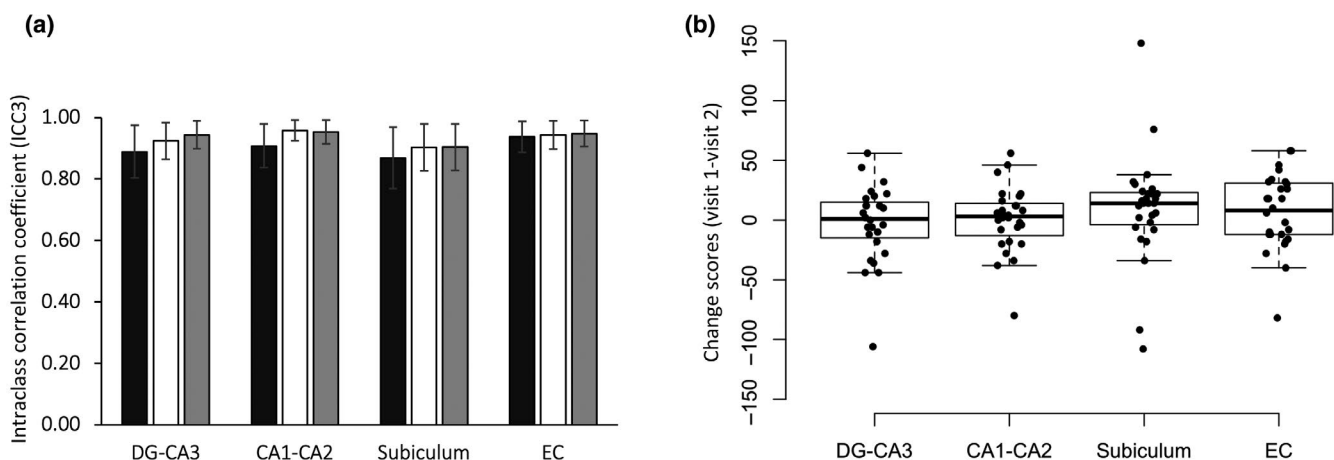 (a)
Intraclass correlation coefficient (ICC3)
1.00
0.80
0.60
0.40
0.20
0.00
DG-CA3 CA1-CA2 Subiculum EC
(b)
Change scores (visit 1-visit 2)
150
100
50
0
−50
−100
−150
DG-CA3 CA1-CA2 Subiculum EC